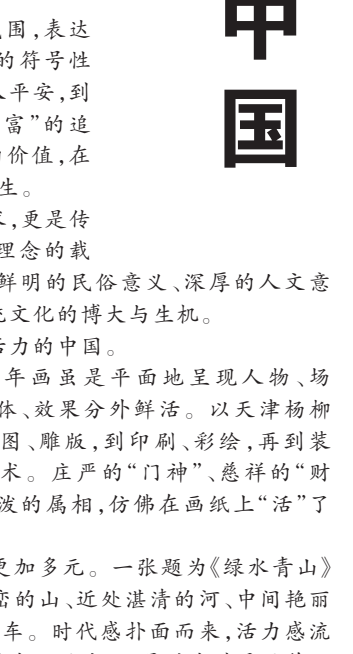 中
国
围,表达
的符号性
人平安,到
富”的追
价值,在
生。
,更是传
理念的载
鲜明的民俗意义、深厚的人文意
统文化的博大与生机。
活力的中国。
年画虽是平面地呈现人物、场
体、效果分外鲜活。以天津杨柳
图、雕版,到印刷、彩绘,再到装
术。庄严的“门神”、慈祥的“财
泼的属相,仿佛在画纸上“活”了
更加多元。一张题为《绿水青山》
峦的山、近处湛清的河、中间艳丽
车。时代感扑面而来,活力感流